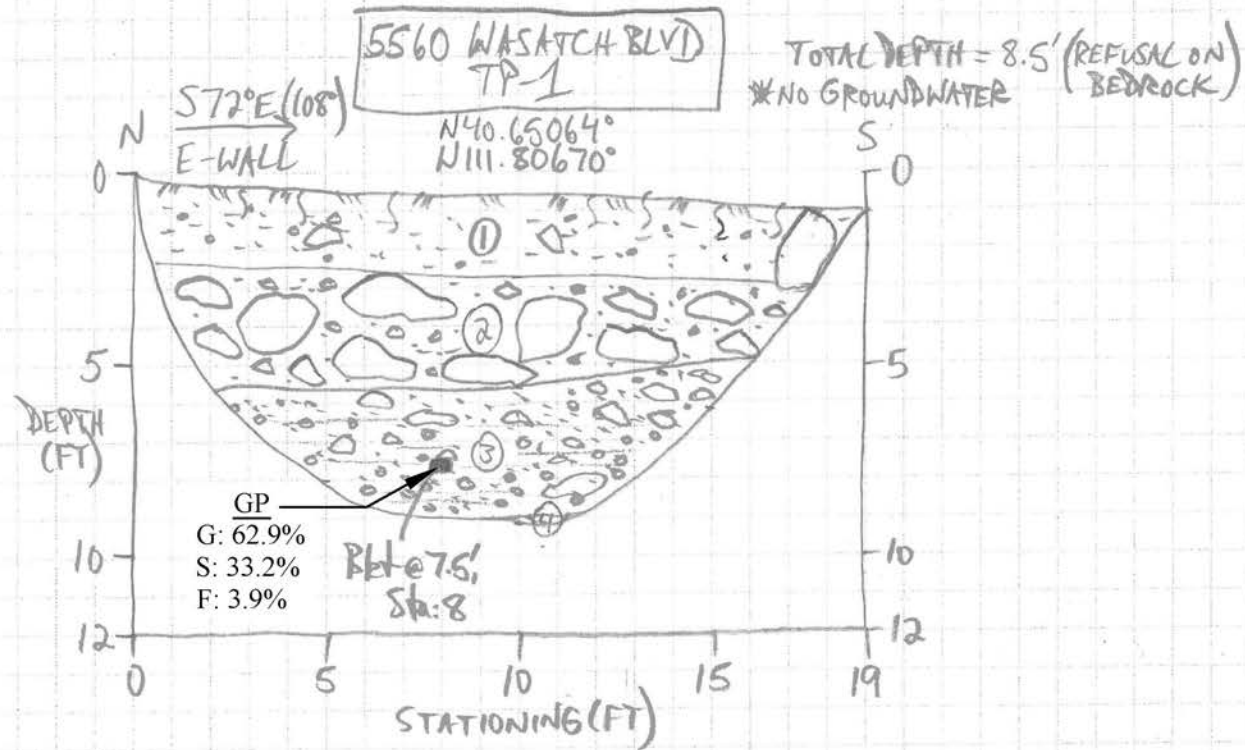 5560 WASATCH BLVD
TP-1
TOTAL DEPTH = 8.5' (REFUSAL ON BEDROCK)
*NO GROUNDWATER
S72°E (108°)
E-WALL
N40.65064°
N111.80670°
N
S
0
0
1
2
5
5
DEPTH
(FT)
3
4
GP
G: 62.9%
S: 33.2%
F: 3.9%
Bkt @ 7.5',
Sta: 8
10
10
12
12
0
5
10
15
19
STATIONING (FT)